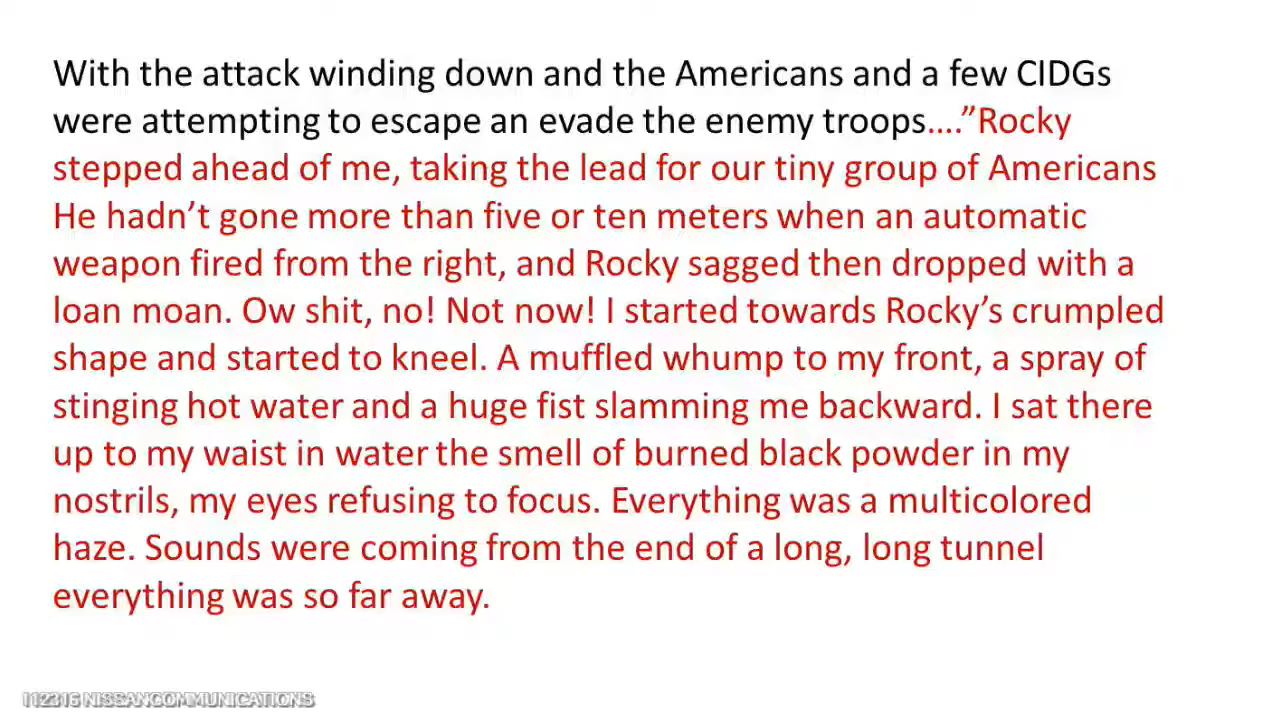 With the attack winding down and the Americans and a few CIDGs
were attempting to escape an evade the enemy troops….”Rocky
stepped ahead of me, taking the lead for our tiny group of Americans
He hadn’t gone more than five or ten meters when an automatic
weapon fired from the right, and Rocky sagged then dropped with a
loan moan. Ow shit, no! Not now! I started towards Rocky’s crumpled
shape and started to kneel. A muffled whump to my front, a spray of
stinging hot water and a huge fist slamming me backward. I sat there
up to my waist in water the smell of burned black powder in my
nostrils, my eyes refusing to focus. Everything was a multicolored
haze. Sounds were coming from the end of a long, long tunnel
everything was so far away.
112316 NISSANCOMMUNICATIONS